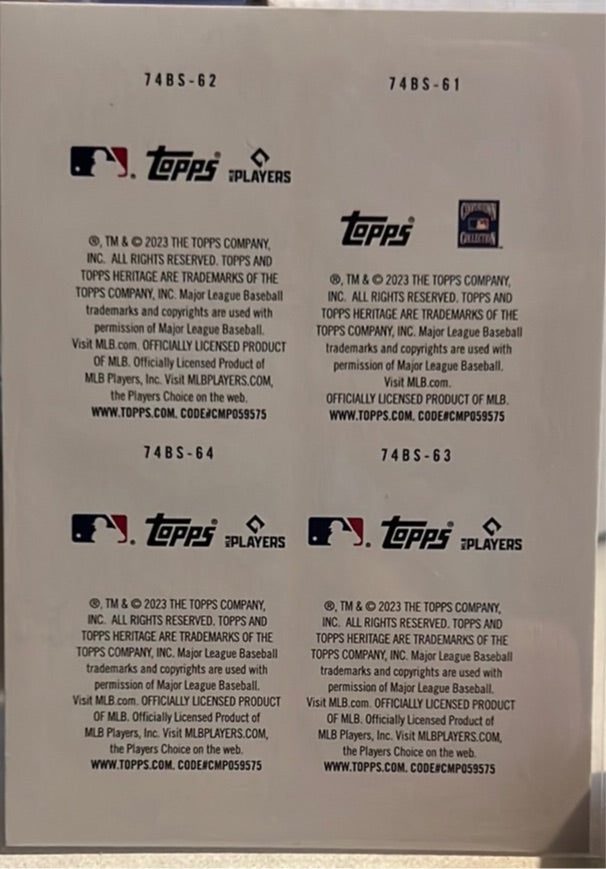 74BS-62
topps® MLB PLAYERS
®, TM & © 2023 THE TOPPS COMPANY,
INC. ALL RIGHTS RESERVED. TOPPS AND
TOPPS HERITAGE ARE TRADEMARKS OF THE
TOPPS COMPANY, INC. Major League Baseball
trademarks and copyrights are used with
permission of Major League Baseball.
Visit MLB.com. OFFICIALLY LICENSED PRODUCT
OF MLB. Officially Licensed Product of
MLB Players, Inc. Visit MLBPLAYERS.COM,
the Players Choice on the web.
WWW.TOPPS.COM. CODE#CMP059575
74BS-61
topps® COOPERSTOWN COLLECTION
®, TM & © 2023 THE TOPPS COMPANY,
INC. ALL RIGHTS RESERVED. TOPPS AND
TOPPS HERITAGE ARE TRADEMARKS OF THE
TOPPS COMPANY, INC. Major League Baseball
trademarks and copyrights are used with
permission of Major League Baseball.
Visit MLB.com.
OFFICIALLY LICENSED PRODUCT OF MLB.
WWW.TOPPS.COM. CODE#CMP059575
74BS-64
topps® MLB PLAYERS
®, TM & © 2023 THE TOPPS COMPANY,
INC. ALL RIGHTS RESERVED. TOPPS AND
TOPPS HERITAGE ARE TRADEMARKS OF THE
TOPPS COMPANY, INC. Major League Baseball
trademarks and copyrights are used with
permission of Major League Baseball.
Visit MLB.com. OFFICIALLY LICENSED PRODUCT
OF MLB. Officially Licensed Product of
MLB Players, Inc. Visit MLBPLAYERS.COM,
the Players Choice on the web.
WWW.TOPPS.COM. CODE#CMP059575
74BS-63
topps® MLB PLAYERS
®, TM & © 2023 THE TOPPS COMPANY,
INC. ALL RIGHTS RESERVED. TOPPS AND
TOPPS HERITAGE ARE TRADEMARKS OF THE
TOPPS COMPANY, INC. Major League Baseball
trademarks and copyrights are used with
permission of Major League Baseball.
Visit MLB.com. OFFICIALLY LICENSED PRODUCT
OF MLB. Officially Licensed Product of
MLB Players, Inc. Visit MLBPLAYERS.COM,
the Players Choice on the web.
WWW.TOPPS.COM. CODE#CMP059575